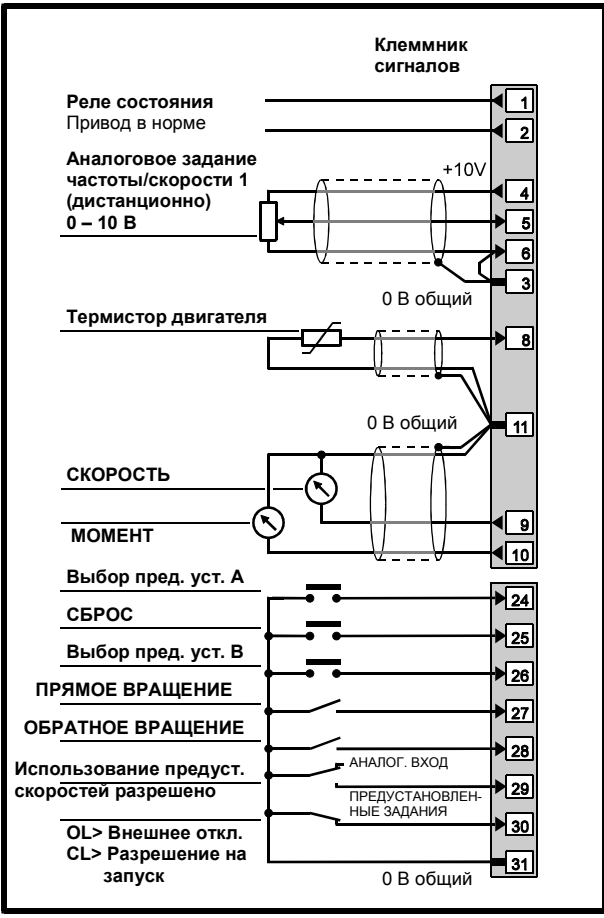 Клеммник
сигналов
Реле состояния
Привод в норме
1
2
Аналоговое задание
частоты/скорости 1
(дистанционно)
0 – 10 В
+10V
4
5
6
3
0 В общий
Термистор двигателя
8
0 В общий
11
СКОРОСТЬ
МОМЕНТ
9
10
Выбор пред. уст. А
24
СБРОС
25
Выбор пред. уст. В
26
ПРЯМОЕ ВРАЩЕНИЕ
27
ОБРАТНОЕ ВРАЩЕНИЕ
28
АНАЛОГ. ВХОД
Использование предуст.
скоростей разрешено
29
ПРЕДУСТАНОВЛЕН-
НЫЕ ЗАДАНИЯ
30
OL> Внешнее откл.
CL> Разрешение на
запуск
31
0 В общий